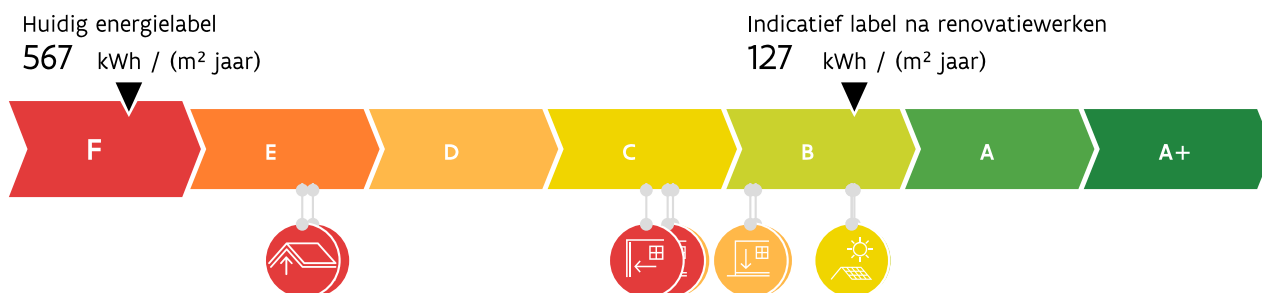 Huidig energielabel
567 kWh / (m² jaar)
Indicatief label na renovatiewerken
127 kWh / (m² jaar)
F E D C B A A+